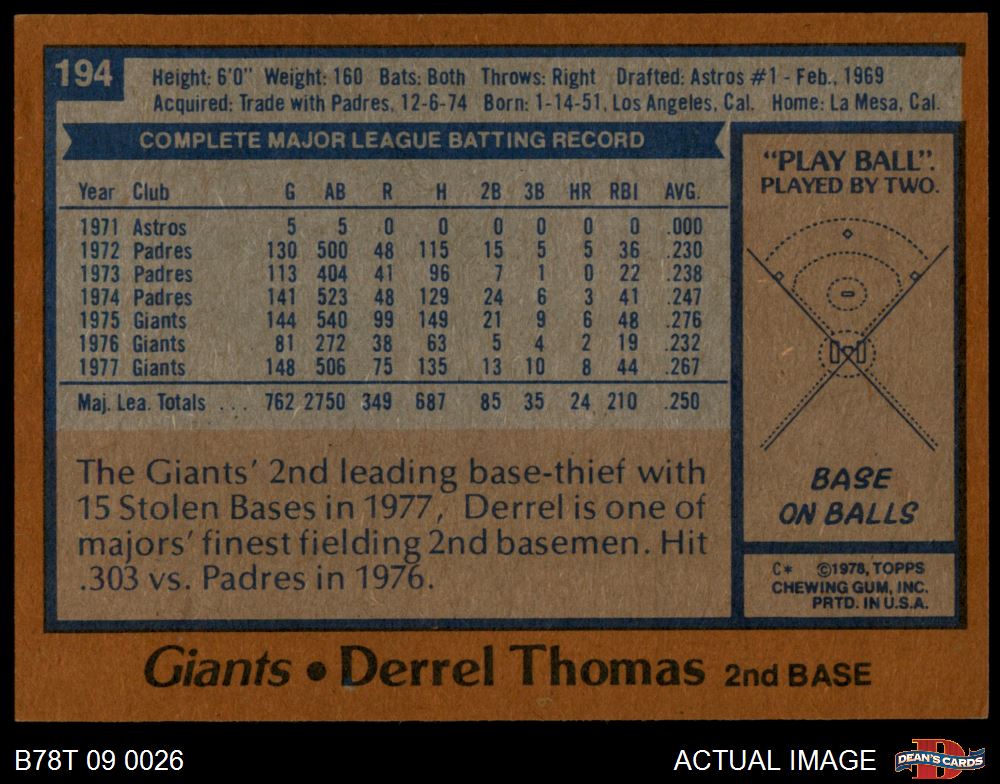 194
Height: 6'0" Weight: 160 Bats: Both Throws: Right Drafted: Astros #1 - Feb., 1969
Acquired: Trade with Padres, 12-6-74 Born: 1-14-51, Los Angeles, Cal. Home: La Mesa, Cal.
COMPLETE MAJOR LEAGUE BATTING RECORD
Year Club G AB R H 2B 3B HR RBI AVG.
1971 Astros 5 5 0 0 0 0 0 0 .000
1972 Padres 130 500 48 115 15 5 5 36 .230
1973 Padres 113 404 41 96 7 1 0 22 .238
1974 Padres 141 523 48 129 24 6 3 41 .247
1975 Giants 144 540 99 149 21 9 6 48 .276
1976 Giants 81 272 38 63 5 4 2 19 .232
1977 Giants 148 506 75 135 13 10 8 44 .267
Maj. Lea. Totals ... 762 2750 349 687 85 35 24 210 .250
The Giants' 2nd leading base-thief with
15 Stolen Bases in 1977, Derrel is one of
majors' finest fielding 2nd basemen. Hit
.303 vs. Padres in 1976.
"PLAY BALL".
PLAYED BY TWO.
BASE
ON BALLS
C* ©1978, TOPPS
CHEWING GUM, INC.
PRTD. IN U.S.A.
Giants • Derrel Thomas 2nd BASE
B78T 09 0026
ACTUAL IMAGE
D
DEAN'S CARDS